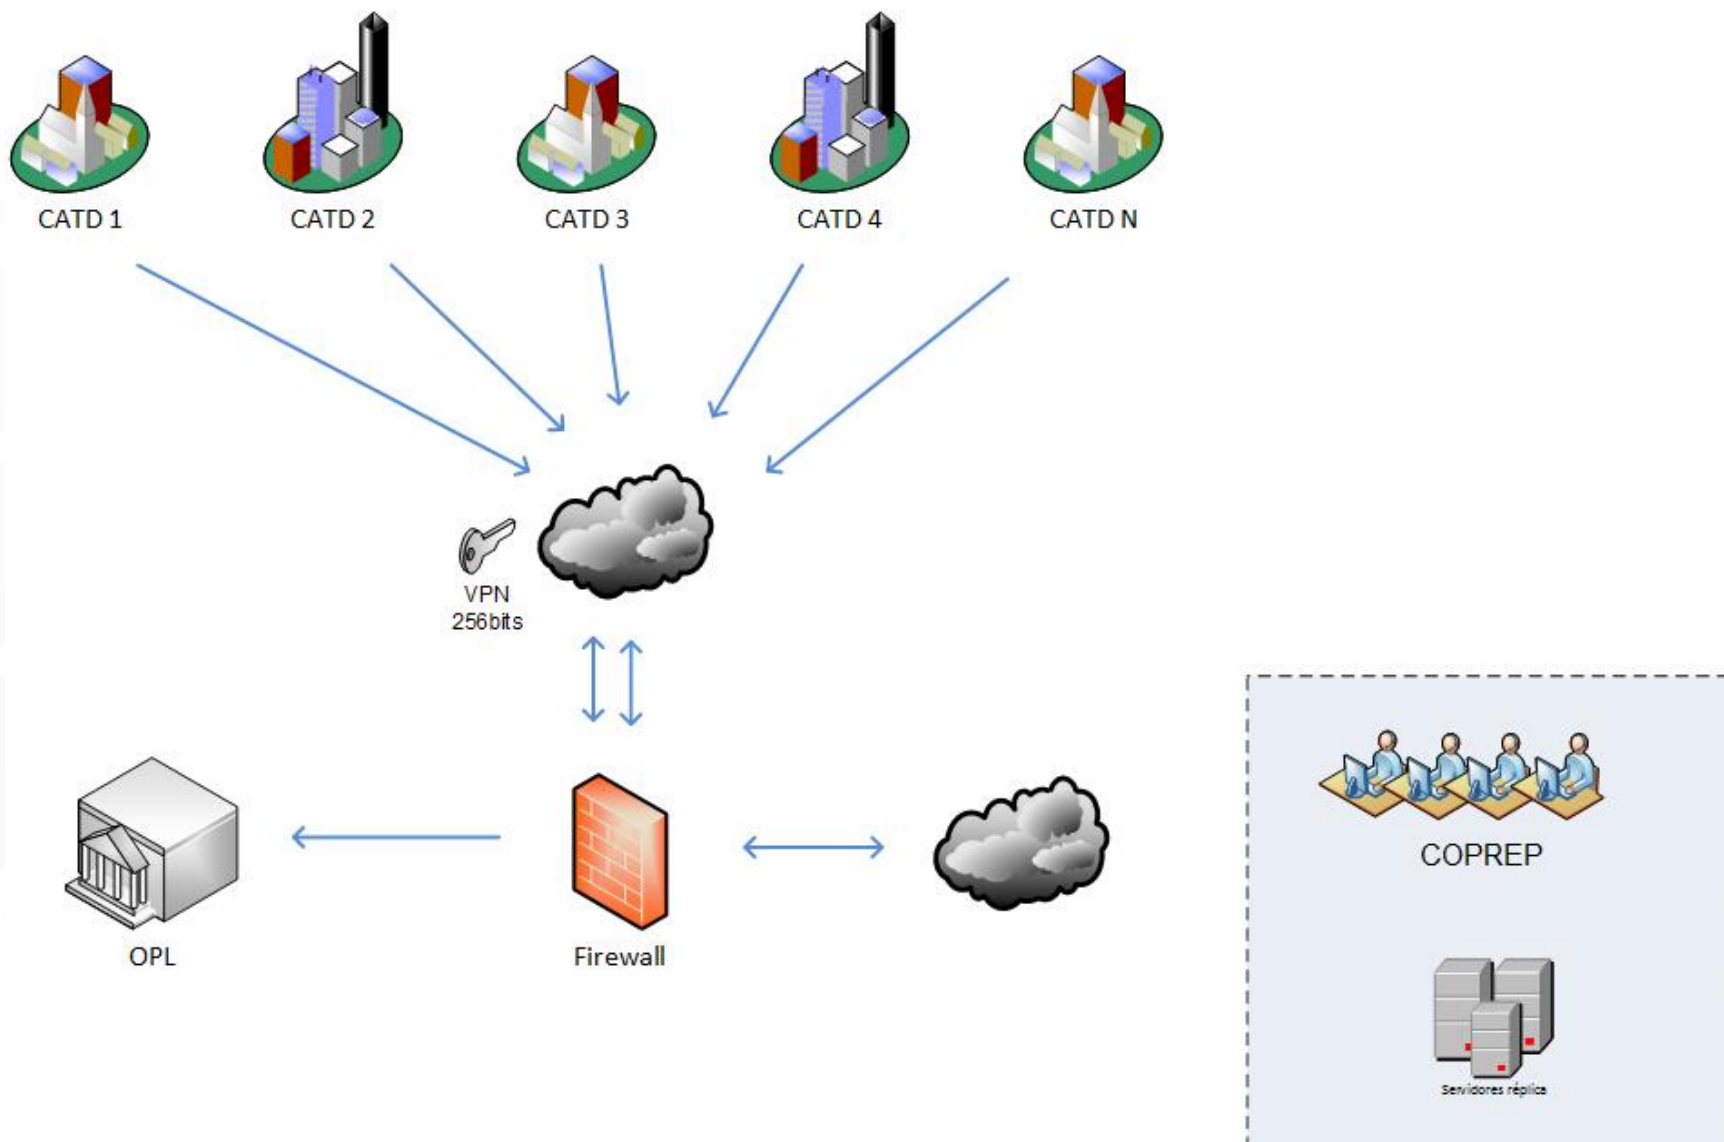 CATD 1
CATD 2
CATD 3
CATD 4
CATD N
VPN
256bits
OPL
Firewall
COPREP
Servidores réplica